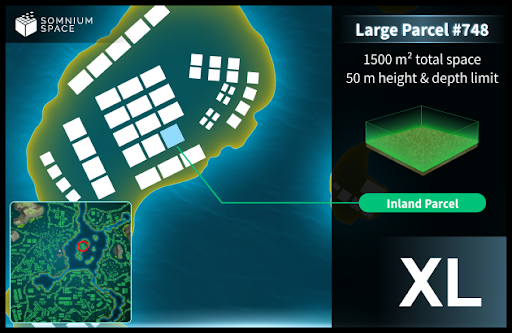 SOMNIUM
SPACE
Large Parcel #748
1500 m² total space
50 m height & depth limit
Inland Parcel
XL